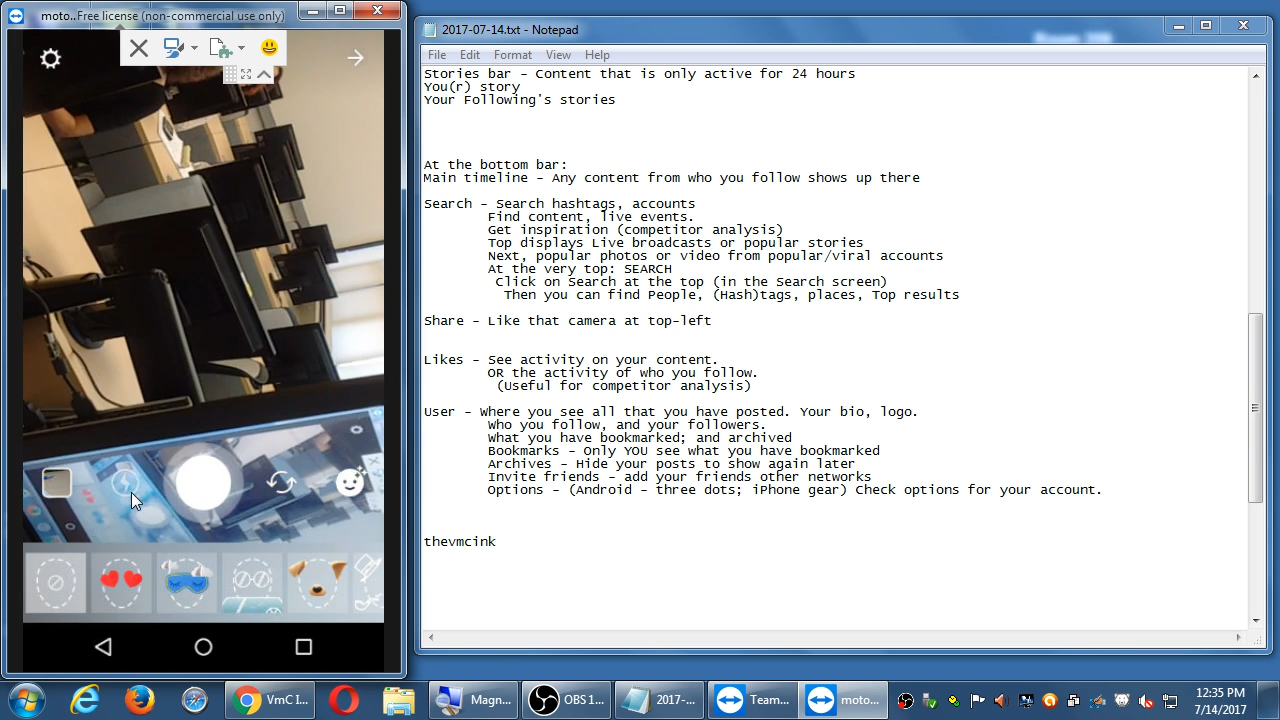 moto..Free license (non-commercial use only)
2017-07-14.txt - Notepad
File Edit Format View Help
Stories bar - Content that is only active for 24 hours
You(r) story
Your Following's stories
At the bottom bar:
Main timeline - Any content from who you follow shows up there
Search - Search hashtags, accounts
Find content, live events.
Get inspiration (competitor analysis)
Top displays Live broadcasts or popular stories
Next, popular photos or video from popular/viral accounts
At the very top: SEARCH
Click on Search at the top (in the Search screen)
Then you can find People, (Hash)tags, places, Top results
Share - Like that camera at top-left
Likes - See activity on your content.
OR the activity of who you follow.
(Useful for competitor analysis)
User - Where you see all that you have posted. Your bio, logo.
Who you follow, and your followers.
What you have bookmarked; and archived
Bookmarks - Only YOU see what you have bookmarked
Archives - Hide your posts to show again later
Invite friends - add your friends other networks
Options - (Android - three dots; iPhone gear) Check options for your account.
thevmcink
VmC I...
Magn...
OBS 1...
2017-...
Team...
moto...
12:35 PM
7/14/2017